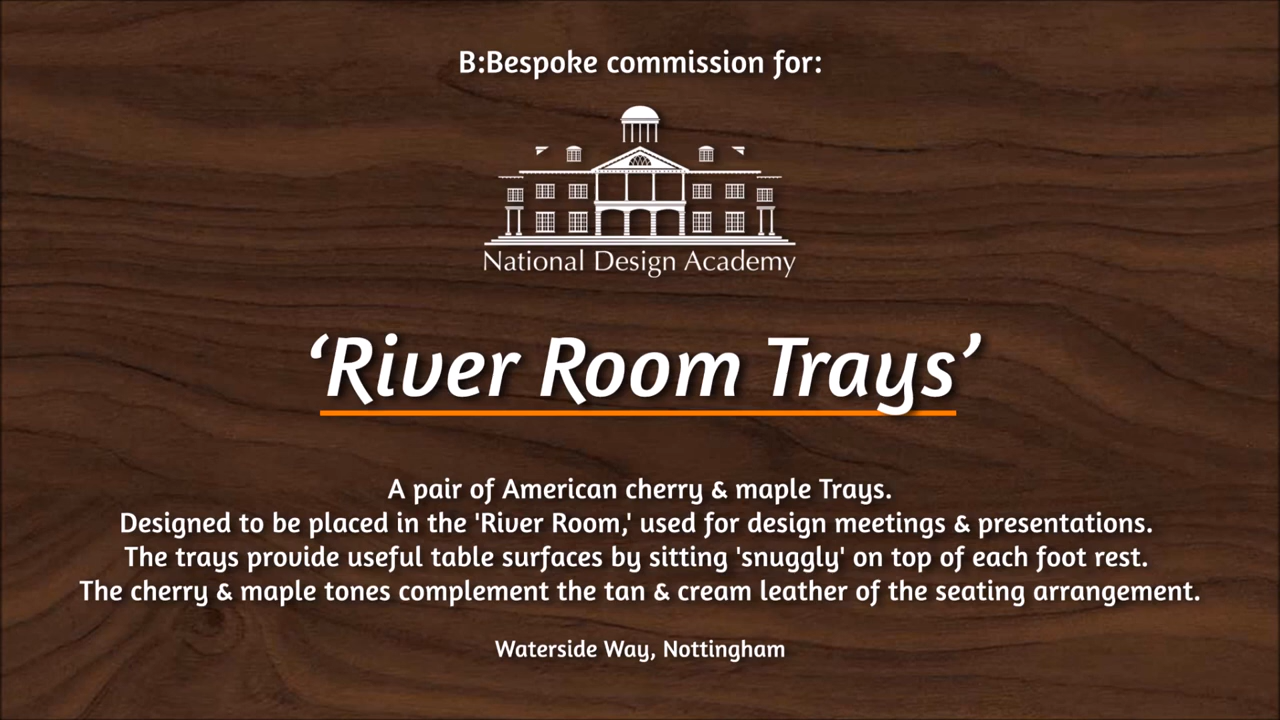 B:Bespoke commission for:
National Design Academy
‘River Room Trays’
A pair of American cherry & maple Trays.
Designed to be placed in the 'River Room,' used for design meetings & presentations.
The trays provide useful table surfaces by sitting 'snuggly' on top of each foot rest.
The cherry & maple tones complement the tan & cream leather of the seating arrangement.
Waterside Way, Nottingham